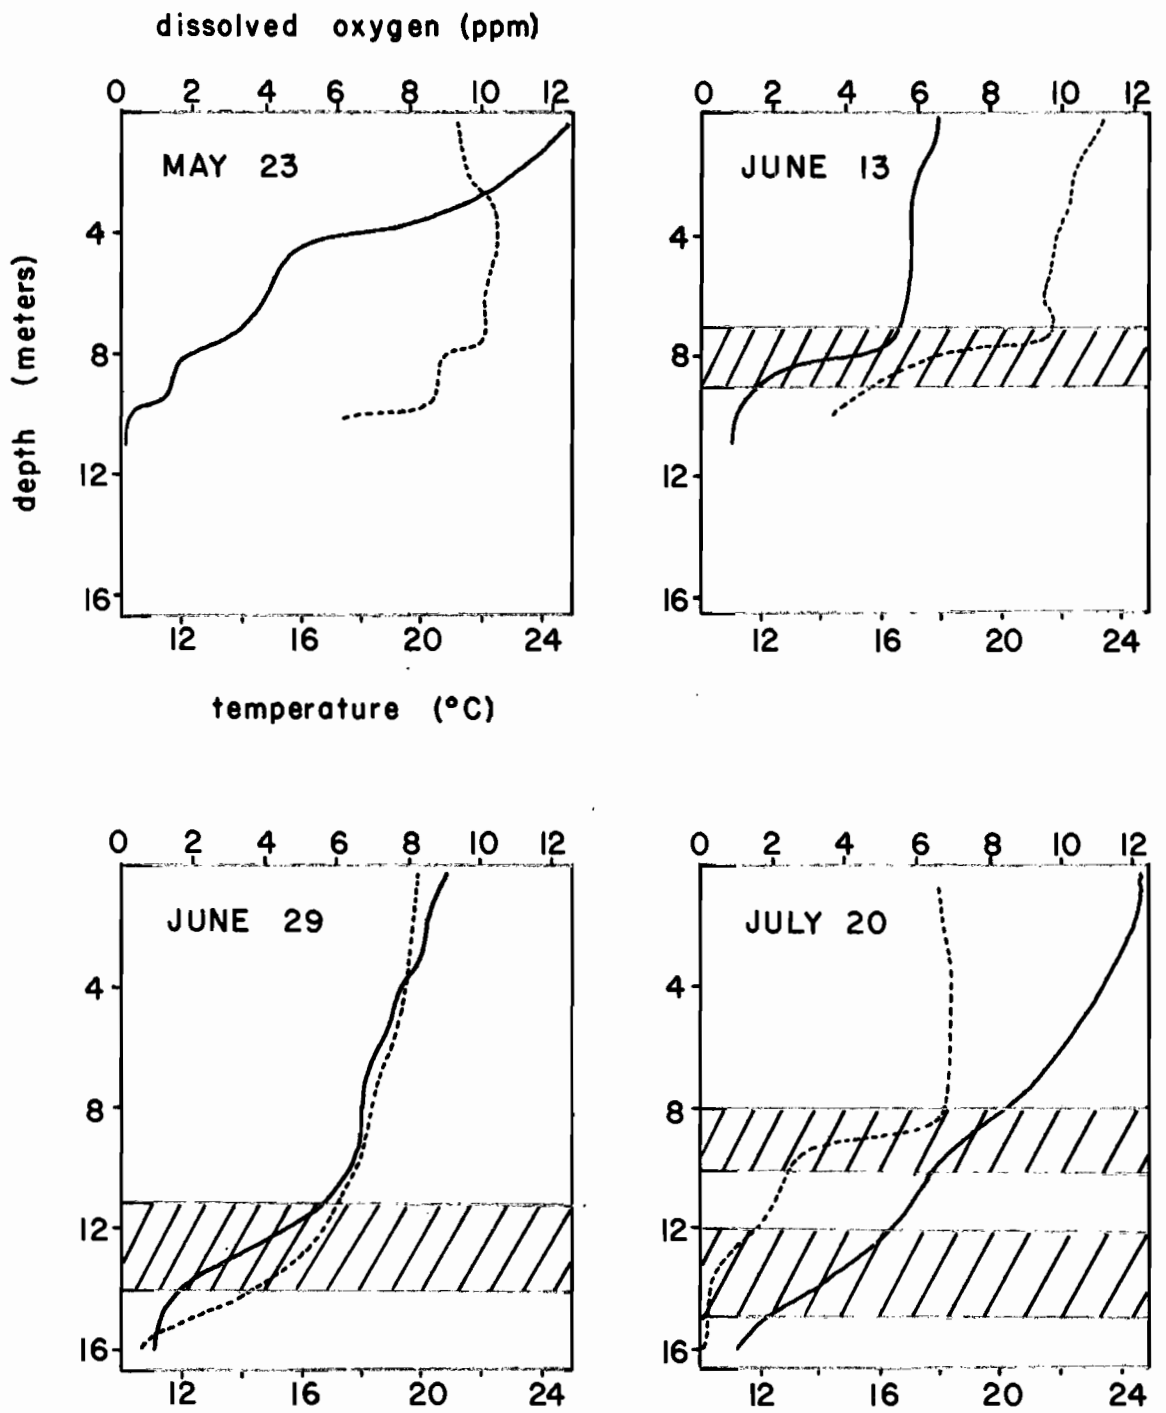 dissolved oxygen (ppm)
0 2 4 6 8 10 12
0 2 4 6 8 10 12
MAY 23
JUNE 13
4
8
12
16
4
8
12
16
depth (meters)
12 16 20 24
12 16 20 24
temperature (°C)
0 2 4 6 8 10 12
0 2 4 6 8 10 12
JUNE 29
JULY 20
4
8
12
16
4
8
12
16
12 16 20 24
12 16 20 24